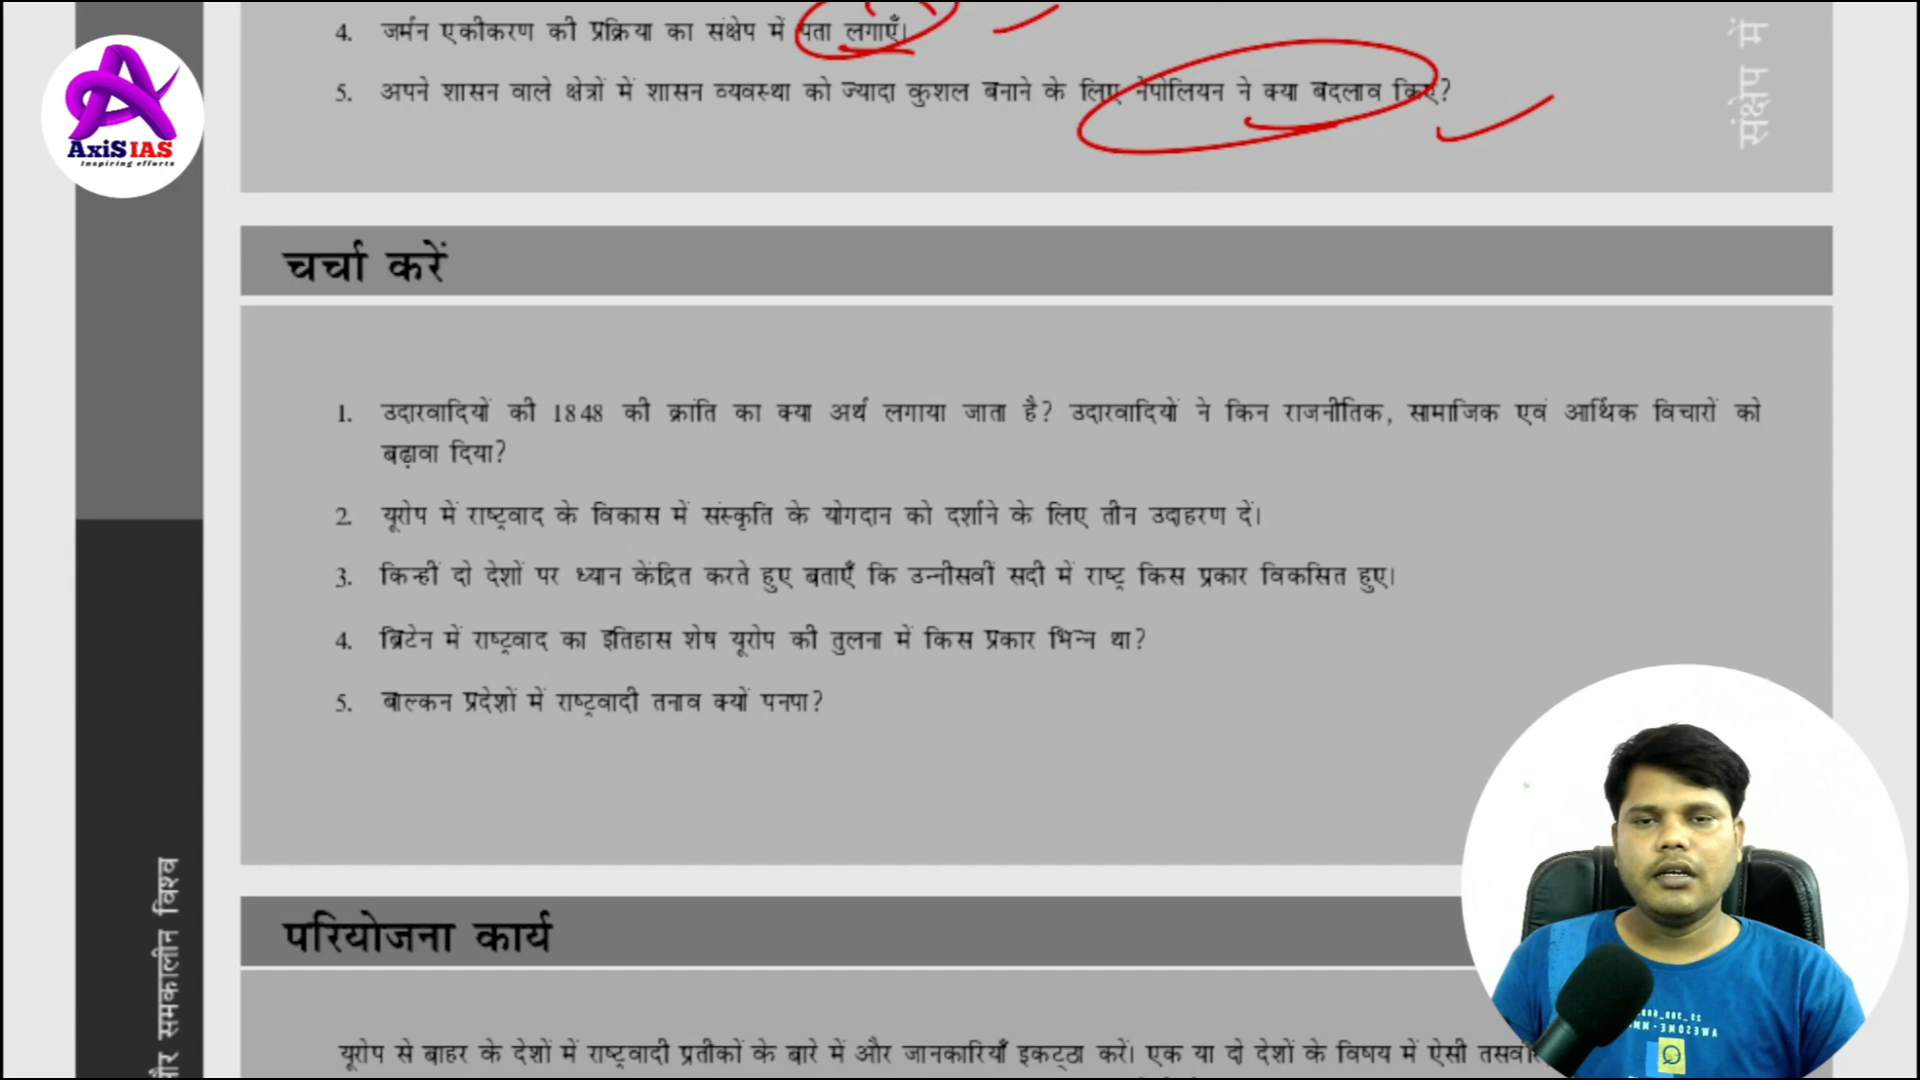 4. जर्मन एकीकरण की प्रक्रिया का संक्षेप में पता लगाएँ।
5. अपने शासन वाले क्षेत्रों में शासन व्यवस्था को ज्यादा कुशल बनाने के लिए नेपोलियन ने क्या बदलाव किए?
संक्षेप में
AxiS IAS
Inspiring efforts
चर्चा करें
1. उदारवादियों की 1848 की क्रांति का क्या अर्थ लगाया जाता है? उदारवादियों ने किन राजनीतिक, सामाजिक एवं आर्थिक विचारों को
बढ़ावा दिया?
2. यूरोप में राष्ट्रवाद के विकास में संस्कृति के योगदान को दर्शाने के लिए तीन उदाहरण दें।
3. किन्हीं दो देशों पर ध्यान केंद्रित करते हुए बताएँ कि उन्नीसवीं सदी में राष्ट्र किस प्रकार विकसित हुए।
4. ब्रिटेन में राष्ट्रवाद का इतिहास शेष यूरोप की तुलना में किस प्रकार भिन्न था?
5. बाल्कन प्रदेशों में राष्ट्रवादी तनाव क्यों पनपा?
और समकालीन विश्व
परियोजना कार्य
यूरोप से बाहर के देशों में राष्ट्रवादी प्रतीकों के बारे में और जानकारियाँ इकट्ठा करें। एक या दो देशों के विषय में ऐसी